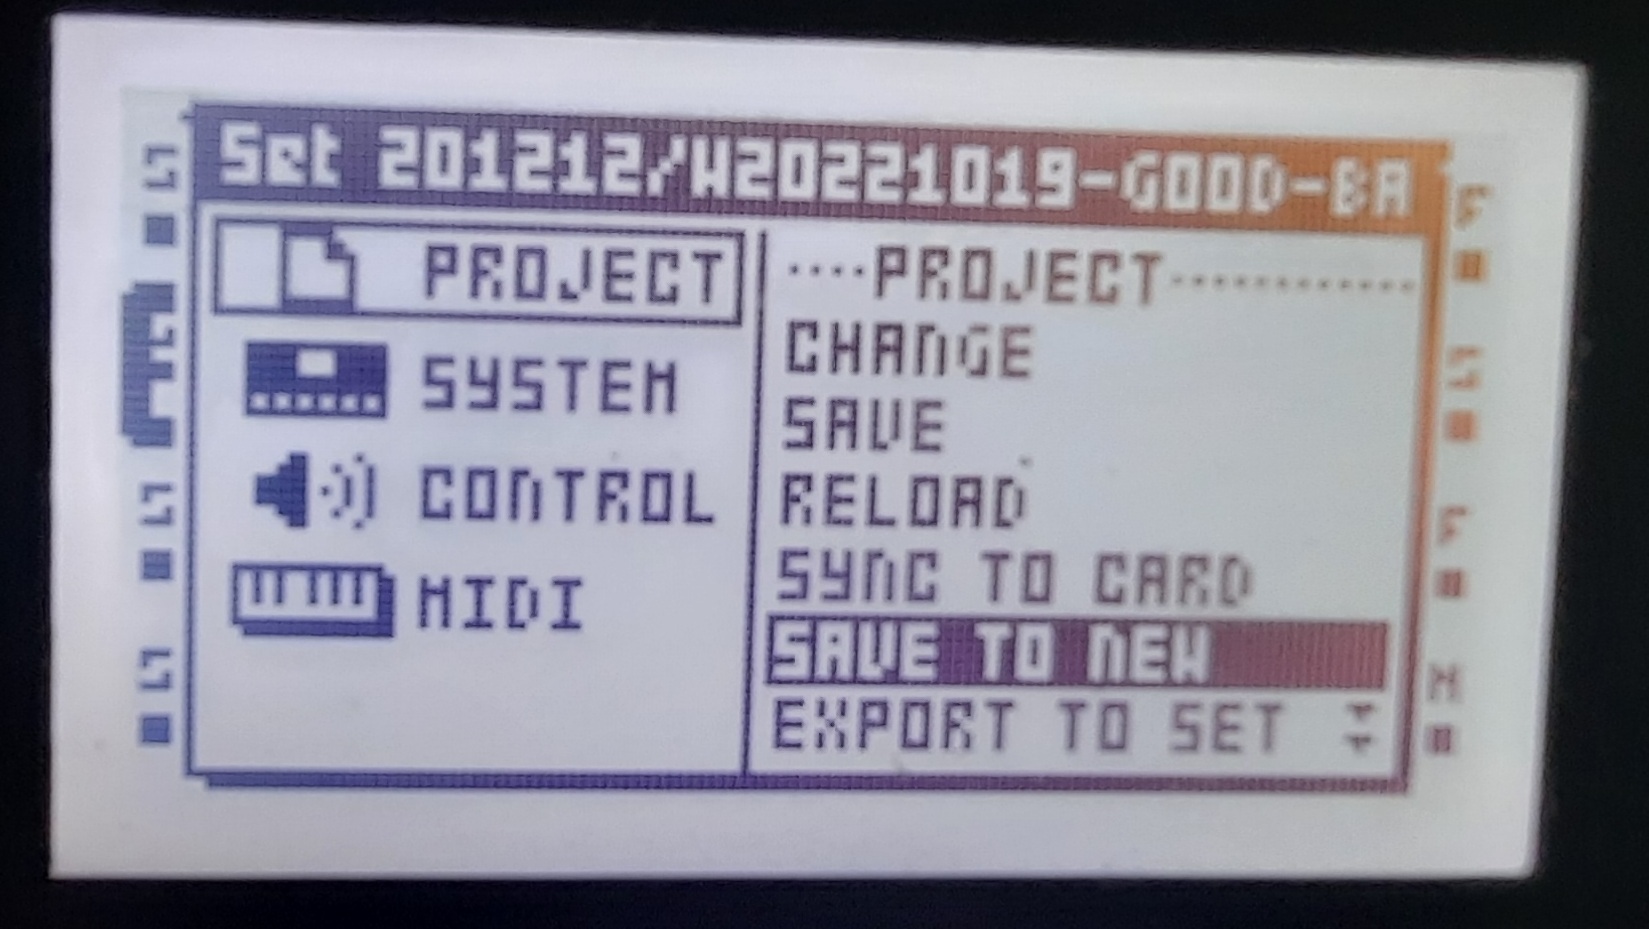 Set 201212/W20221019-GOOD-BA
PROJECT
SYSTEM
CONTROL
MIDI
PROJECT
CHANGE
SAVE
RELOAD
SYNC TO CARD
SAVE TO NEW
EXPORT TO SET